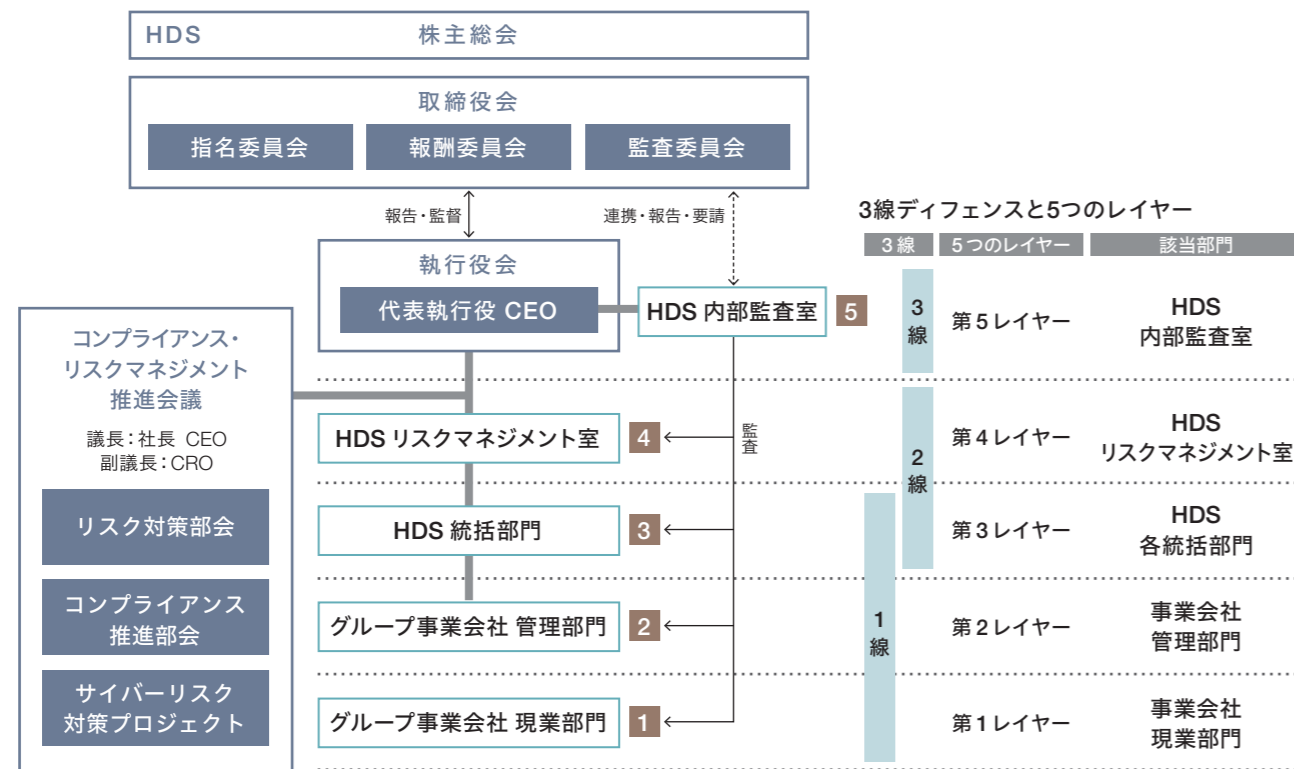 HDS 株主総会
取締役会
指名委員会 報酬委員会 監査委員会
報告・監督
連携・報告・要請
執行役会
代表執行役 CEO
HDS 内部監査室 5
コンプライアンス・
リスクマネジメント
推進会議
議長：社長 CEO
副議長：CRO
リスク対策部会
コンプライアンス
推進部会
サイバーリスク
対策プロジェクト
HDS リスクマネジメント室 4
監査
HDS 統括部門 3
グループ事業会社 管理部門 2
グループ事業会社 現業部門 1
3線ディフェンスと5つのレイヤー
3線 5つのレイヤー 該当部門
3線
第5レイヤー
HDS
内部監査室
2線
第4レイヤー
HDS
リスクマネジメント室
第3レイヤー
HDS
各統括部門
1線
第2レイヤー
事業会社
管理部門
第1レイヤー
事業会社
現業部門